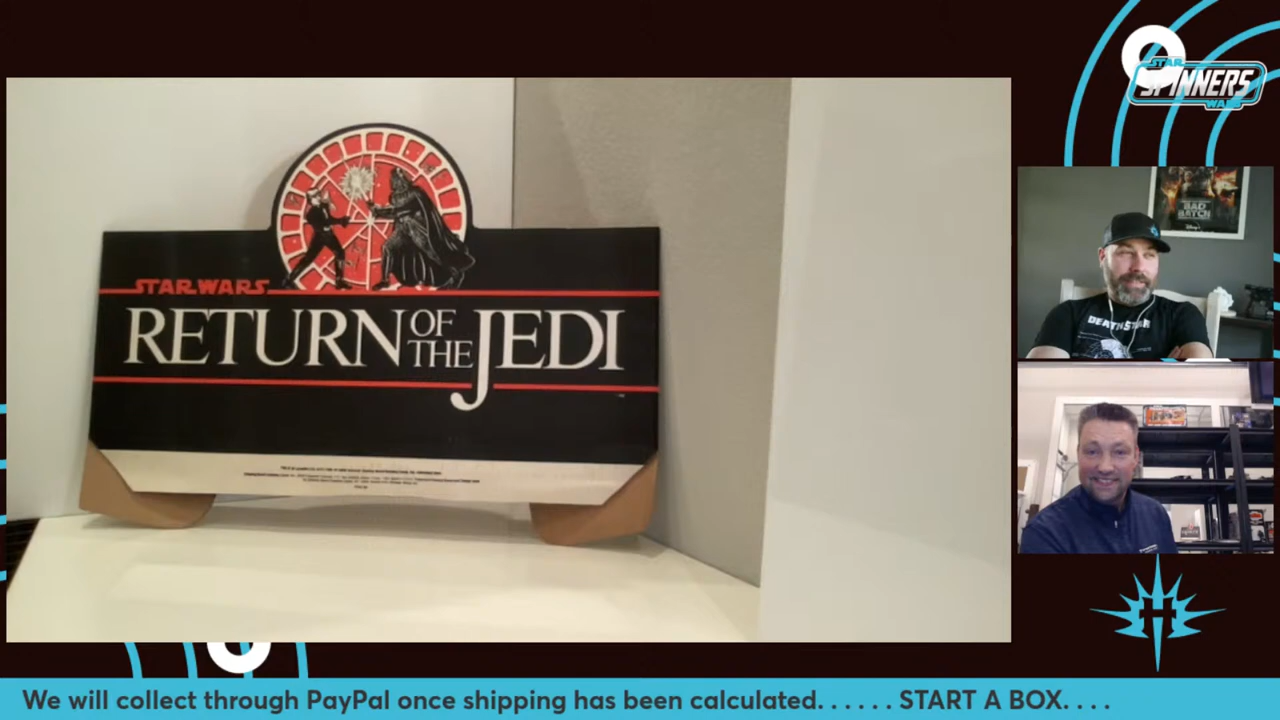 STAR
SPINNERS
WARS
BAD
BATCH
Disney+
DEATH STAR
STAR WARS
RETURN OF THE JEDI
We will collect through PayPal once shipping has been calculated. . . . . . START A BOX. . . .